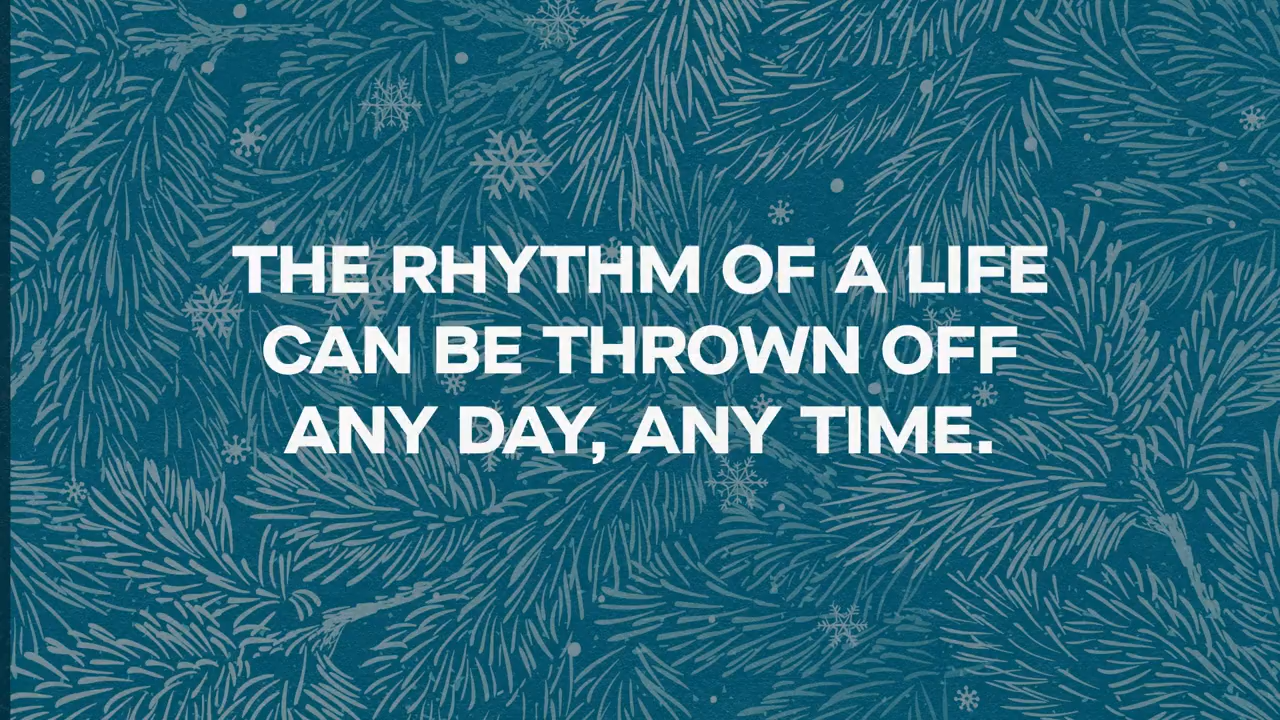 THE RHYTHM OF A LIFE
CAN BE THROWN OFF
ANY DAY, ANY TIME.